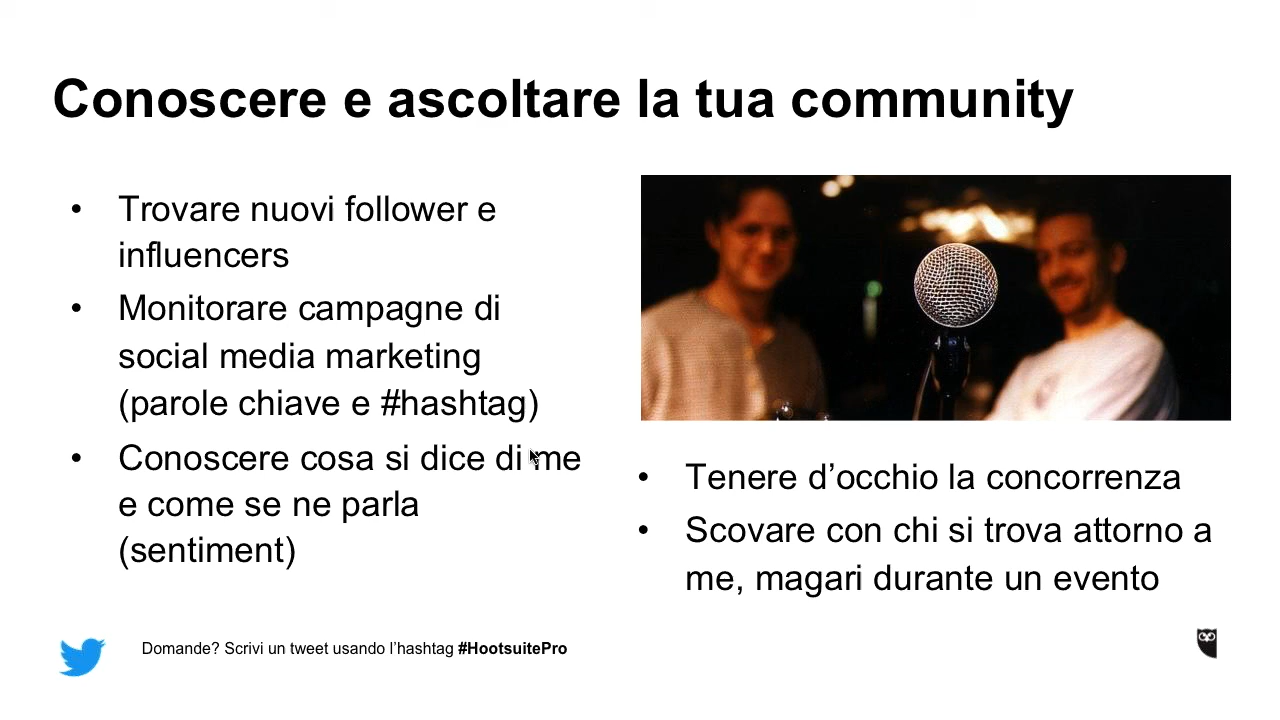 Conoscere e ascoltare la tua community
• Trovare nuovi follower e
influencers
• Monitorare campagne di
social media marketing
(parole chiave e #hashtag)
• Conoscere cosa si dice di me
e come se ne parla
(sentiment)
• Tenere d’occhio la concorrenza
• Scovare con chi si trova attorno a
me, magari durante un evento
Domande? Scrivi un tweet usando l’hashtag #HootsuitePro